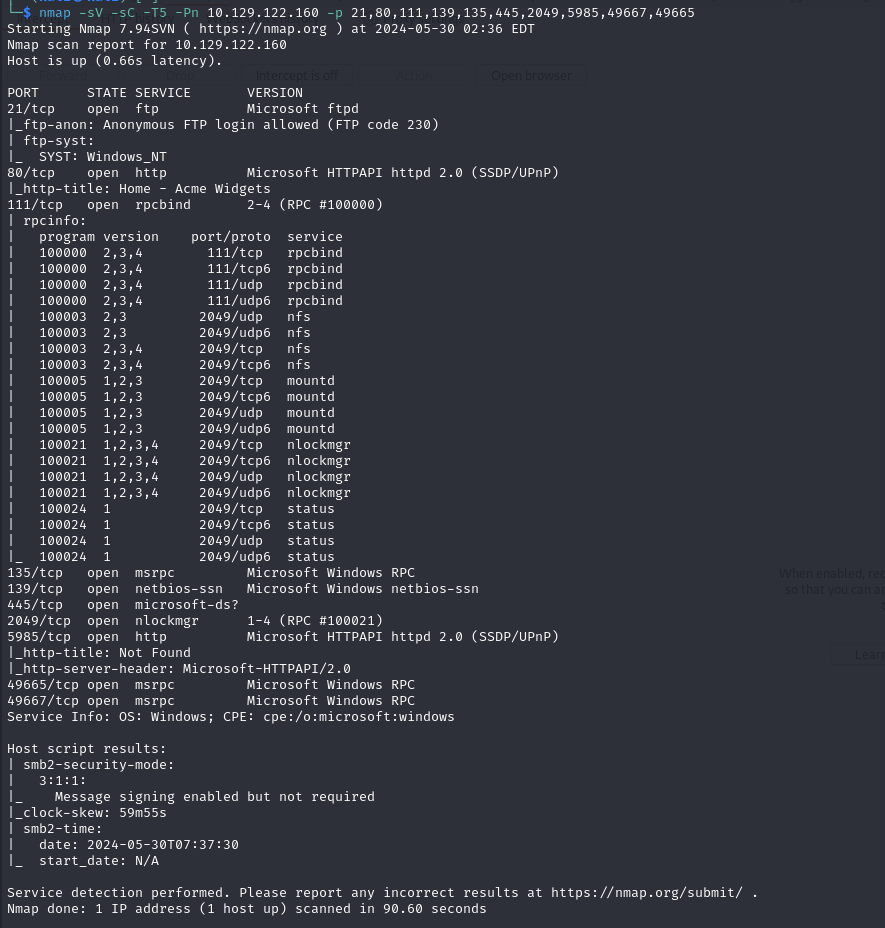 └─$ nmap -sV -sC -T5 -Pn 10.129.122.160 -p 21,80,111,139,135,445,2049,5985,49667,49665
Starting Nmap 7.94SVN ( https://nmap.org ) at 2024-05-30 02:36 EDT
Nmap scan report for 10.129.122.160
Host is up (0.66s latency).
Forward Drop Intercept is off Action Open browser
PORT      STATE SERVICE       VERSION
21/tcp    open  ftp           Microsoft ftpd
|_ftp-anon: Anonymous FTP login allowed (FTP code 230)
| ftp-syst:
|_  SYST: Windows_NT
80/tcp    open  http          Microsoft HTTPAPI httpd 2.0 (SSDP/UPnP)
|_http-title: Home - Acme Widgets
111/tcp   open  rpcbind       2-4 (RPC #100000)
| rpcinfo:
|   program version    port/proto  service
|   100000  2,3,4        111/tcp   rpcbind
|   100000  2,3,4        111/tcp6  rpcbind
|   100000  2,3,4        111/udp   rpcbind
|   100000  2,3,4        111/udp6  rpcbind
|   100003  2,3         2049/udp   nfs
|   100003  2,3         2049/udp6  nfs
|   100003  2,3,4       2049/tcp   nfs
|   100003  2,3,4       2049/tcp6  nfs
|   100005  1,2,3       2049/tcp   mountd
|   100005  1,2,3       2049/tcp6  mountd
|   100005  1,2,3       2049/udp   mountd
|   100005  1,2,3       2049/udp6  mountd
|   100021  1,2,3,4     2049/tcp   nlockmgr
|   100021  1,2,3,4     2049/tcp6  nlockmgr
|   100021  1,2,3,4     2049/udp   nlockmgr
|   100021  1,2,3,4     2049/udp6  nlockmgr
|   100024  1           2049/tcp   status
|   100024  1           2049/tcp6  status
|   100024  1           2049/udp   status
|_  100024  1           2049/udp6  status
135/tcp   open  msrpc         Microsoft Windows RPC
When enabled, req
139/tcp   open  netbios-ssn   Microsoft Windows netbios-ssn
so that you can a
445/tcp   open  microsoft-ds?
2049/tcp  open  nlockmgr      1-4 (RPC #100021)
5985/tcp  open  http          Microsoft HTTPAPI httpd 2.0 (SSDP/UPnP)
|_http-title: Not Found
Lear
|_http-server-header: Microsoft-HTTPAPI/2.0
49665/tcp open  msrpc         Microsoft Windows RPC
49667/tcp open  msrpc         Microsoft Windows RPC
Service Info: OS: Windows; CPE: cpe:/o:microsoft:windows
Host script results:
| smb2-security-mode:
|   3:1:1:
|_    Message signing enabled but not required
|_clock-skew: 59m55s
| smb2-time:
|   date: 2024-05-30T07:37:30
|_  start_date: N/A
Service detection performed. Please report any incorrect results at https://nmap.org/submit/ .
Nmap done: 1 IP address (1 host up) scanned in 90.60 seconds